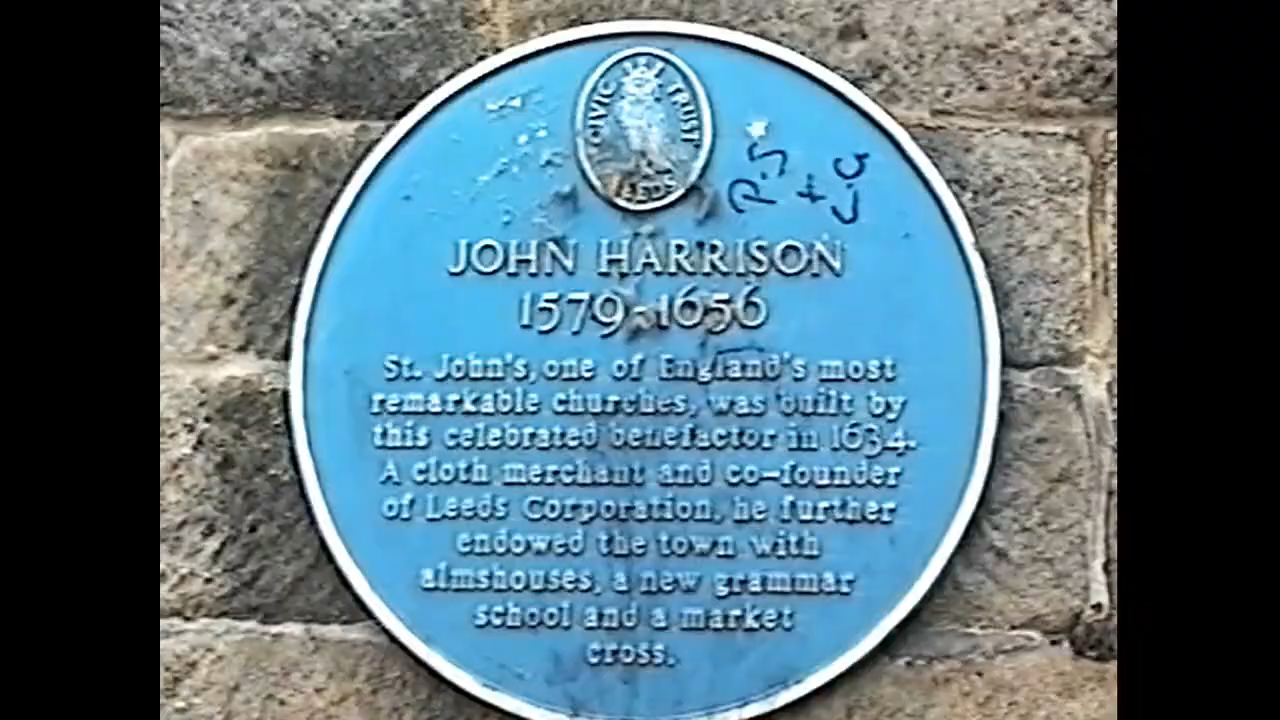 CIVIC TRUST
LEEDS
P.S
+
L.G
JOHN HARRISON
1579-1656
St. John's, one of England's most
remarkable churches, was built by
this celebrated benefactor in 1634.
A cloth merchant and co-founder
of Leeds Corporation, he further
endowed the town with
almshouses, a new grammar
school and a market
cross.